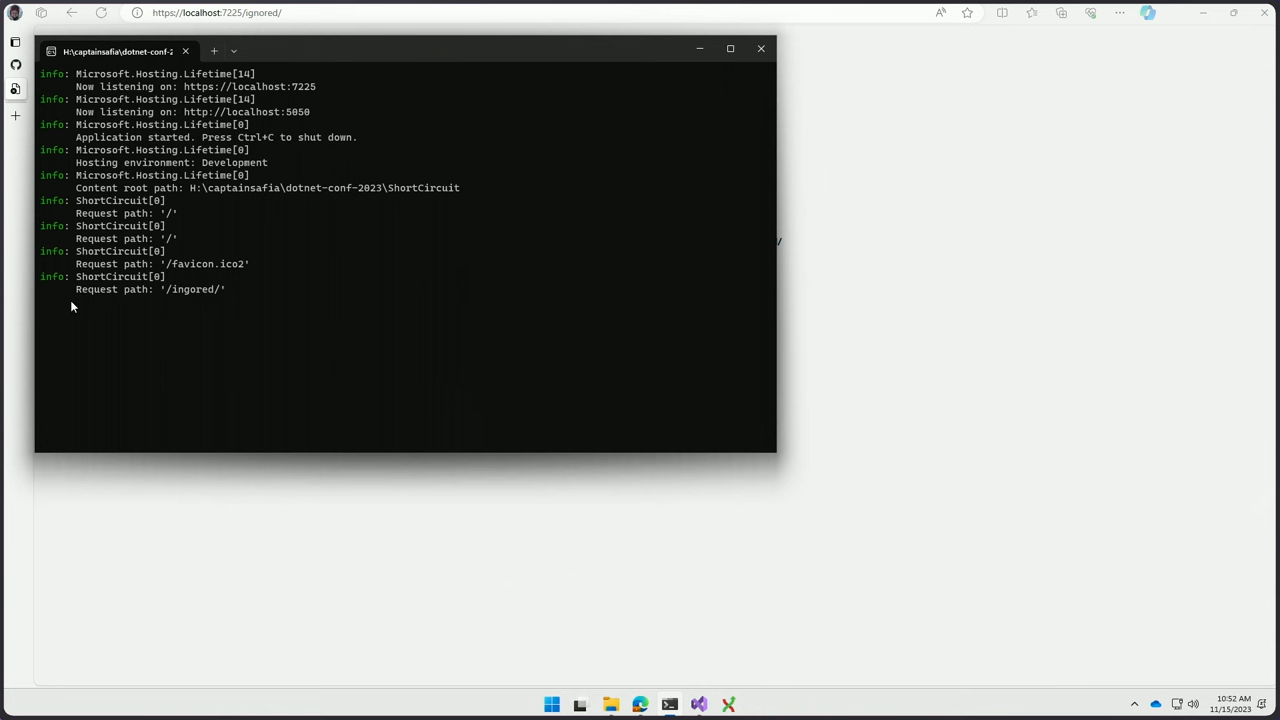 https://localhost:7225/ignored/
H:\captainsafia\dotnet-conf-2
info: Microsoft.Hosting.Lifetime[14]
Now listening on: https://localhost:7225
info: Microsoft.Hosting.Lifetime[14]
Now listening on: http://localhost:5050
info: Microsoft.Hosting.Lifetime[0]
Application started. Press Ctrl+C to shut down.
info: Microsoft.Hosting.Lifetime[0]
Hosting environment: Development
info: Microsoft.Hosting.Lifetime[0]
Content root path: H:\captainsafia\dotnet-conf-2023\ShortCircuit
info: ShortCircuit[0]
Request path: '/'
info: ShortCircuit[0]
Request path: '/'
info: ShortCircuit[0]
Request path: '/favicon.ico2'
info: ShortCircuit[0]
Request path: '/ingored/'
/
10:52 AM
11/15/2023